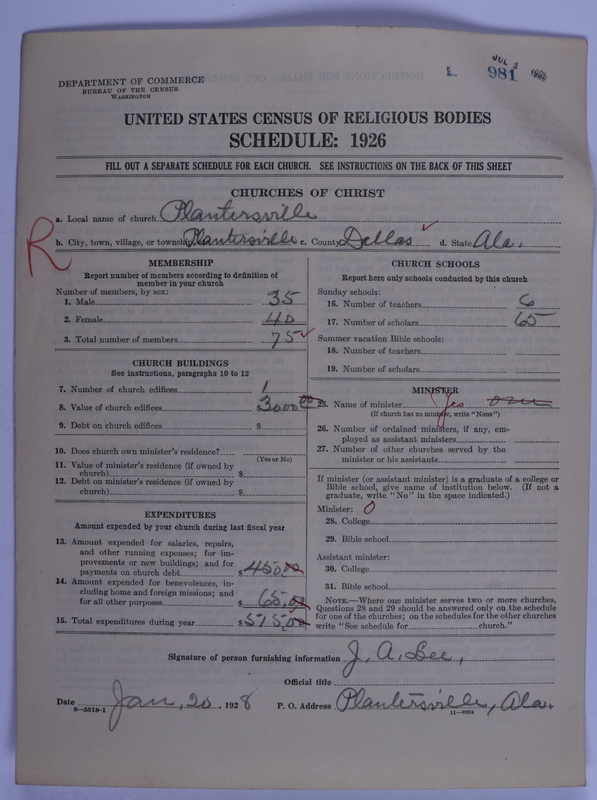 JUL 3 1928
981
DEPARTMENT OF COMMERCE
BUREAU OF THE CENSUS
WASHINGTON
UNITED STATES CENSUS OF RELIGIOUS BODIES
SCHEDULE: 1926
FILL OUT A SEPARATE SCHEDULE FOR EACH CHURCH. SEE INSTRUCTIONS ON THE BACK OF THIS SHEET
CHURCHES OF CHRIST
a. Local name of church Plantersville
R
b. City, town, village, or township Plantersville c. County Dallas d. State Ala.
MEMBERSHIP
Report number of members according to definition of
member in your church
Number of members, by sex:
1. Male 35
2. Female 40
3. Total number of members 75
CHURCH BUILDINGS
See instructions, paragraphs 10 to 12
7. Number of church edifices 1
8. Value of church edifices $3000.00
9. Debt on church edifices $
10. Does church own minister's residence?
(Yes or No)
11. Value of minister's residence (if owned by
church) $
12. Debt on minister's residence (if owned by
church) $
EXPENDITURES
Amount expended by your church during last fiscal year
13. Amount expended for salaries, repairs,
and other running expenses; for im-
provements or new buildings; and for
payments on church debt $450.00
14. Amount expended for benevolences, in-
cluding home and foreign missions; and
for all other purposes $ 65.00
15. Total expenditures during year $515.00
CHURCH SCHOOLS
Report here only schools conducted by this church
Sunday schools:
16. Number of teachers 6
17. Number of scholars 65
Summer vacation Bible schools:
18. Number of teachers
19. Number of scholars
MINISTER
25. Name of minister Yes
(If church has no minister, write "None")
26. Number of ordained ministers, if any, em-
ployed as assistant ministers
27. Number of other churches served by the
minister or his assistants
If minister (or assistant minister) is a graduate of a college or
Bible school, give name of institution below. (If not a
graduate, write "No" in the space indicated.)
Minister: 0
28. College
29. Bible school
Assistant minister:
30. College
31. Bible school
NOTE.—Where one minister serves two or more churches,
Questions 28 and 29 should be answered only on the schedule
for one of the churches; on the schedules for the other churches
write "See schedule for church."
Signature of person furnishing information J. A. Lee,
Official title
Date Jan, 20, 1928 P. O. Address Plantersville, Ala.
8-5518-1 11-9204